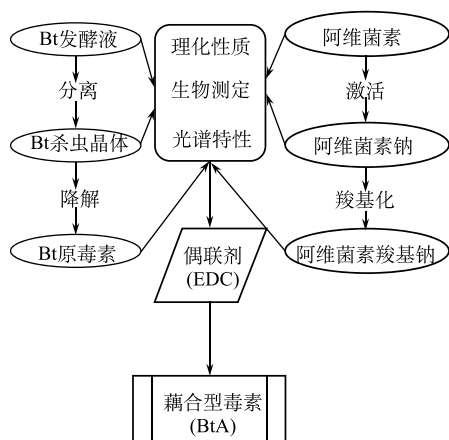 Bt发酵液
分离
Bt杀虫晶体
降解
Bt原毒素
理化性质
生物测定
光谱特性
阿维菌素
激活
阿维菌素钠
羧基化
阿维菌素羧基钠
偶联剂
(EDC)
藕合型毒素
(BtA)